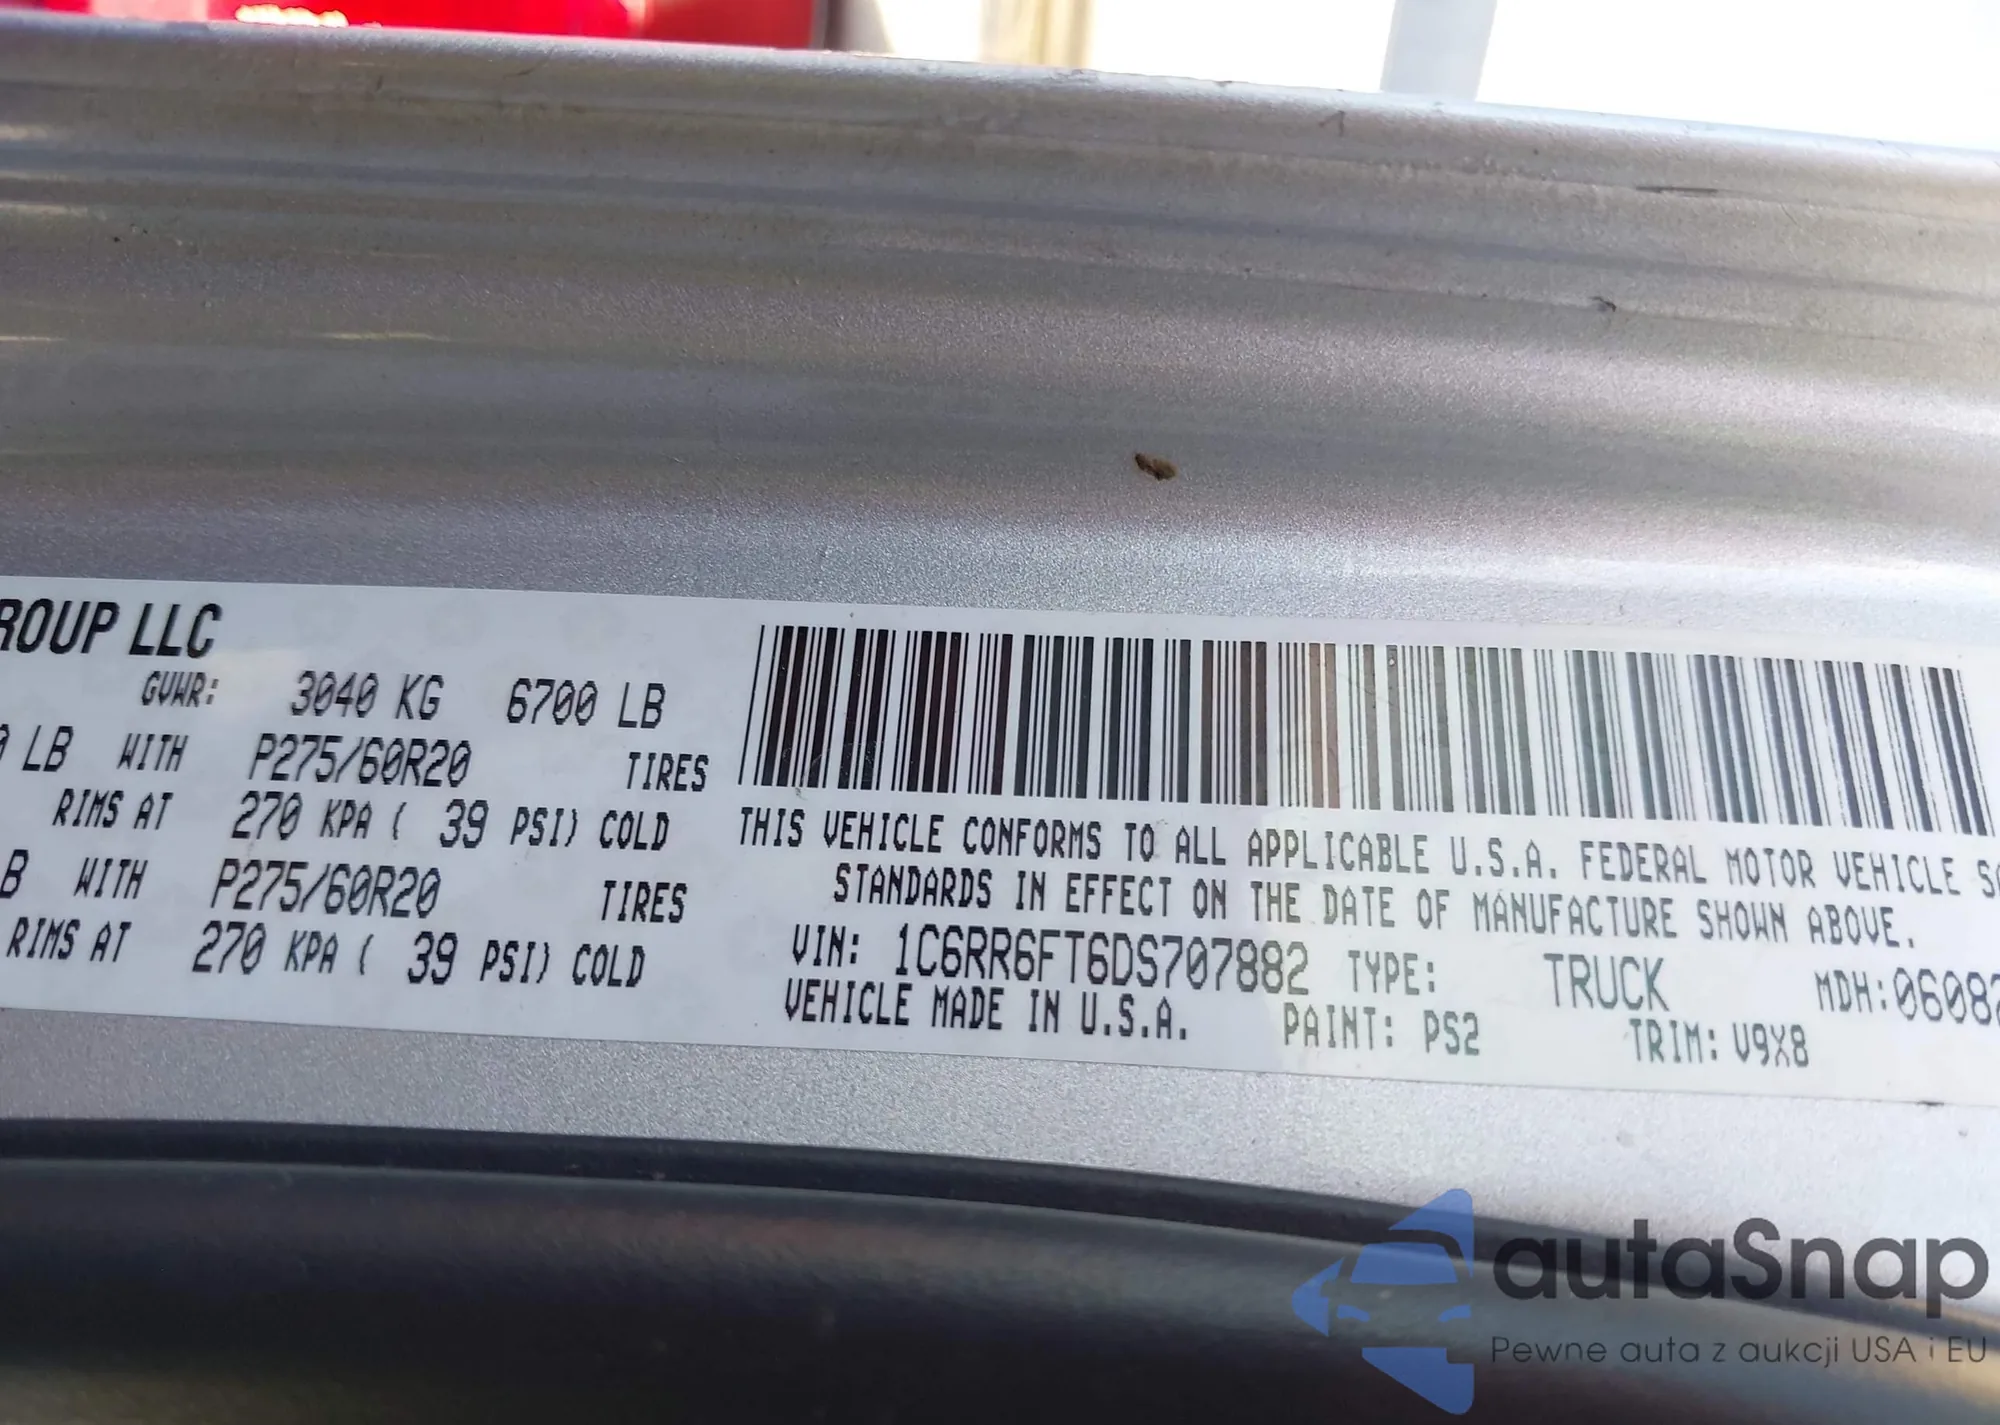 ROUP LLC
GVWR: 3040 KG 6700 LB
LB WITH P275/60R20 TIRES
RIMS AT 270 KPA ( 39 PSI) COLD
B WITH P275/60R20 TIRES
RIMS AT 270 KPA ( 39 PSI) COLD
THIS VEHICLE CONFORMS TO ALL APPLICABLE U.S.A. FEDERAL MOTOR VEHICLE
STANDARDS IN EFFECT ON THE DATE OF MANUFACTURE SHOWN ABOVE.
VIN: 1C6RR6FT6DS707882 TYPE: TRUCK MDH:06082
VEHICLE MADE IN U.S.A. PAINT: PS2 TRIM: V9X8
autaSnap
Pewne auta z aukcji USA i EU